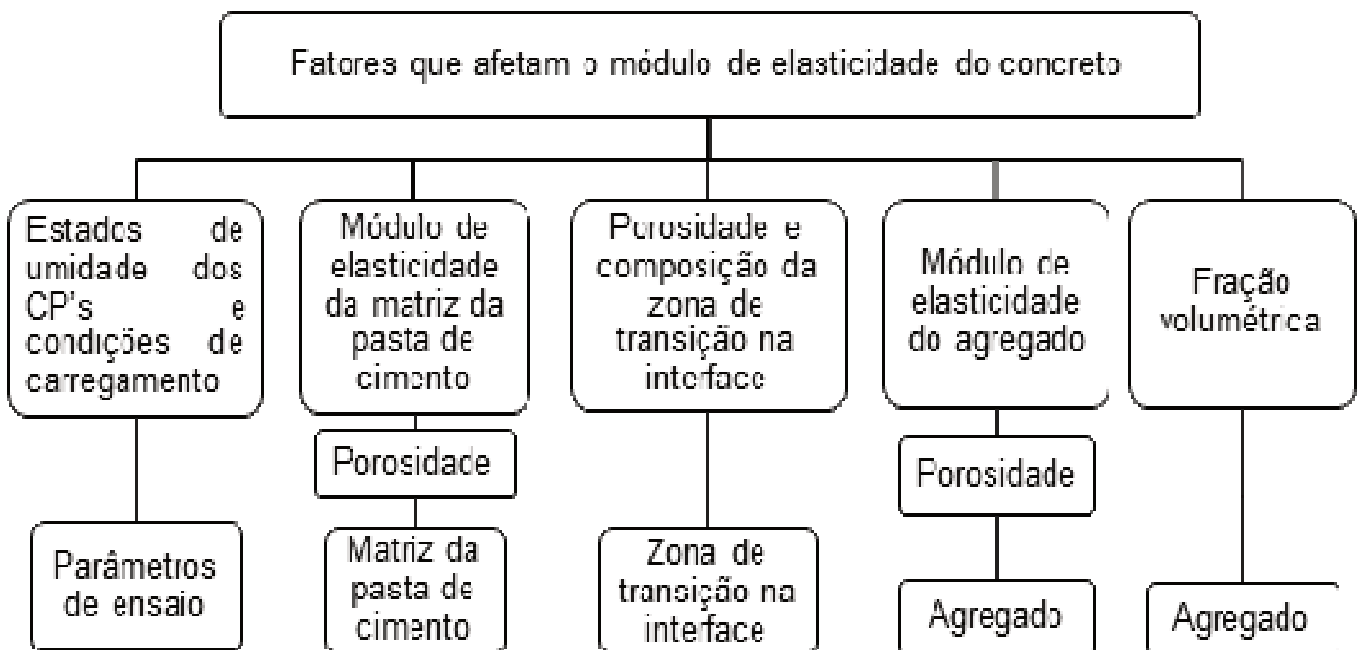 Fatores que afetam o módulo de elasticidade do concreto
Estados de
umidade dos
CP's e
condições de
carregamento
Módulo de
elasticidade
da matriz da
pasta de
cimento
Porosidade e
composição da
zona de
transição na
interface
Módulo de
elasticidade
do agregado
Fração
volumétrica
Porosidade
Porosidade
Parâmetros
de ensaio
Matriz da
pasta de
cimento
Zona de
transição na
interface
Agregado
Agregado